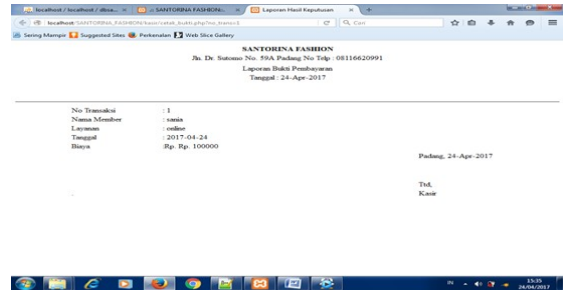 localhost / localhost / dbsa...
.:: SANTORINA FASHION...
Laporan Hasil Keputusan
localhost/SANTORINA_FASHION/kasir/cetak_bukti.php?no_transi=1
Cari
Sering Mampir
Suggested Sites
Perkenalan
Web Slice Gallery
SANTORINA FASHION
Jln. Dr. Sutomo No. 59A Padang No Telp : 08116620991
Laporan Bukti Pembayaran
Tanggal : 24-Apr-2017
No Transaksi : 1
Nama Member : sania
Layanan : online
Tanggal : 2017-04-24
Biaya :Rp. Rp. 100000
Padang, 24-Apr-2017
Ttd,
Kasir
IN
15:35
24/04/2017